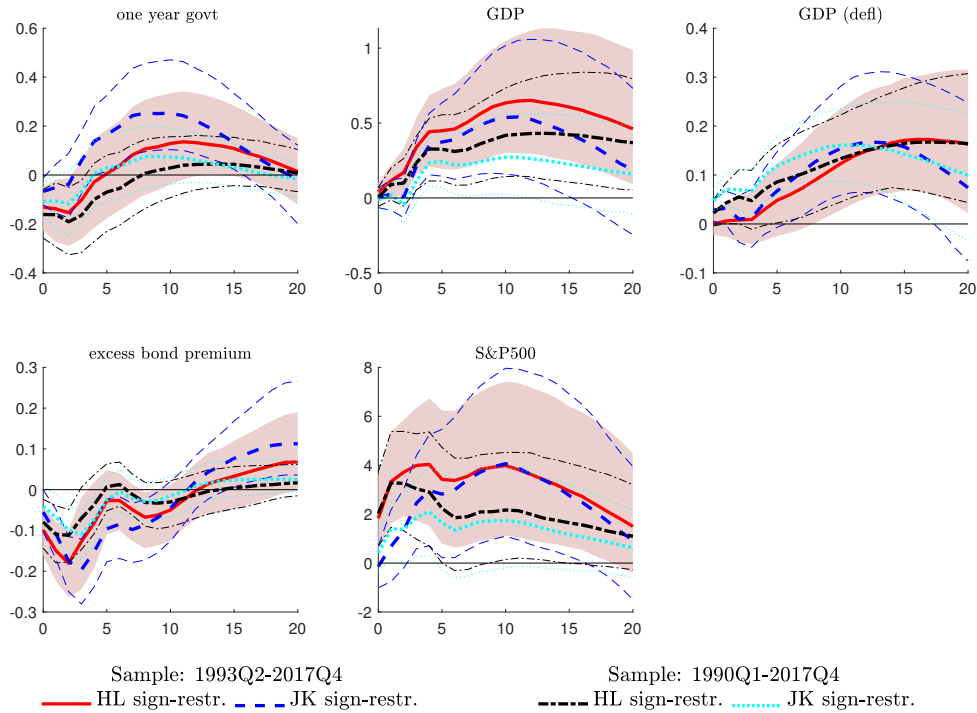 one year govt
GDP
GDP (defl)
0.6
0.4
0.2
0
-0.2
-0.4
0 5 10 15 20
1
0.5
0
-0.5
0 5 10 15 20
0.4
0.3
0.2
0.1
0
-0.1
0 5 10 15 20
excess bond premium
S&P500
0.3
0.2
0.1
0
-0.1
-0.2
-0.3
0 5 10 15 20
8
6
4
2
0
-2
0 5 10 15 20
Sample: 1993Q2-2017Q4
HL sign-restr. JK sign-restr.
Sample: 1990Q1-2017Q4
HL sign-restr. JK sign-restr.